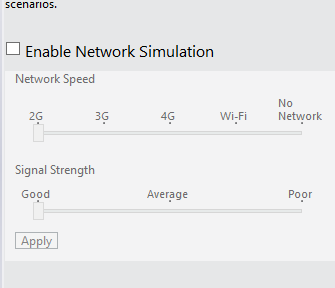 scenarios.
Enable Network Simulation
Network Speed
2G 3G 4G Wi-Fi No Network
Signal Strength
Good Average Poor
Apply